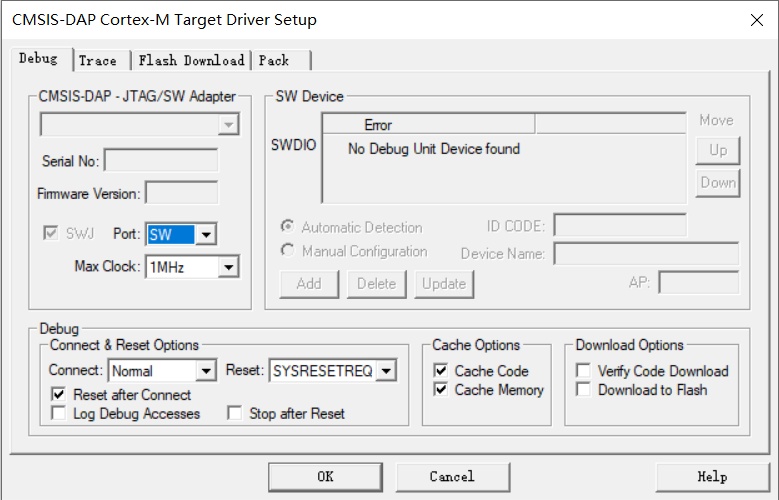 CMSIS-DAP Cortex-M Target Driver Setup
Debug Trace Flash Download Pack
CMSIS-DAP - JTAG/SW Adapter
Serial No:
Firmware Version:
SWJ Port: SW
Max Clock: 1MHz
SW Device
Error
SWDIO No Debug Unit Device found
Move
Up
Down
Automatic Detection ID CODE:
Manual Configuration Device Name:
Add Delete Update AP:
Debug
Connect & Reset Options
Connect: Normal Reset: SYSRESETREQ
Reset after Connect
Log Debug Accesses Stop after Reset
Cache Options
Cache Code
Cache Memory
Download Options
Verify Code Download
Download to Flash
OK Cancel Help